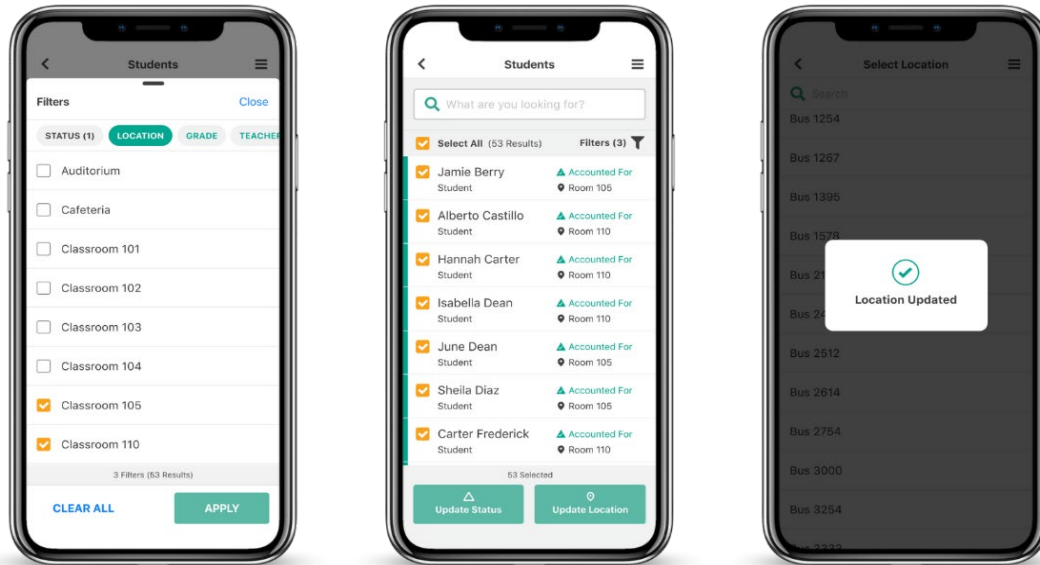 Students
Filters
Close
STATUS (1)
LOCATION
GRADE
TEACHER
Auditorium
Cafeteria
Classroom 101
Classroom 102
Classroom 103
Classroom 104
Classroom 105
Classroom 110
3 Filters (53 Results)
CLEAR ALL
APPLY
Students
What are you looking for?
Select All (53 Results)
Filters (3)
Jamie Berry
Accounted For
Student
Room 105
Alberto Castillo
Accounted For
Student
Room 110
Hannah Carter
Accounted For
Student
Room 110
Isabella Dean
Accounted For
Student
Room 110
June Dean
Accounted For
Student
Room 105
Sheila Diaz
Accounted For
Student
Room 105
Carter Frederick
Accounted For
Student
Room 110
53 Selected
Update Status
Update Location
Select Location
Search
Bus 1254
Bus 1267
Bus 1395
Bus 1578
Bus
Location Updated
Bus
Bus 2512
Bus 2614
Bus 2754
Bus 3000
Bus 3254